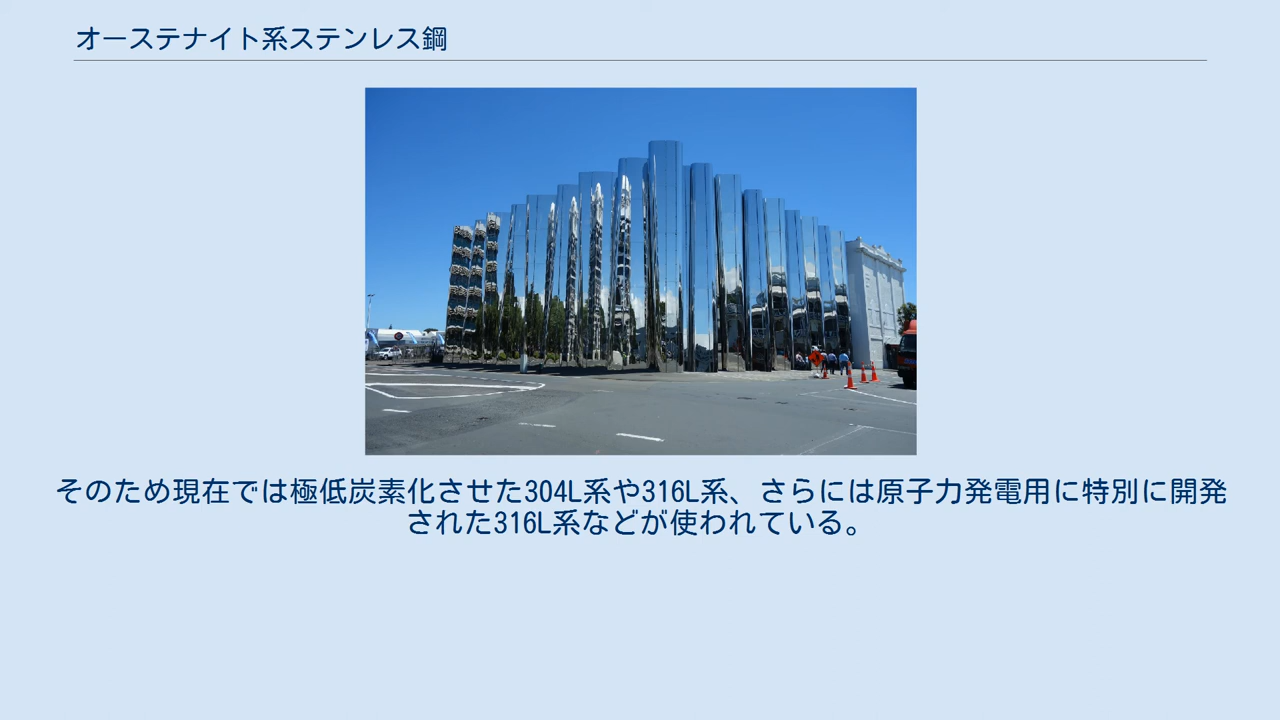 オーステナイト系ステンレス鋼
そのため現在では極低炭素化させた304L系や316L系、さらには原子力発電用に特別に開発
された316L系などが使われている。